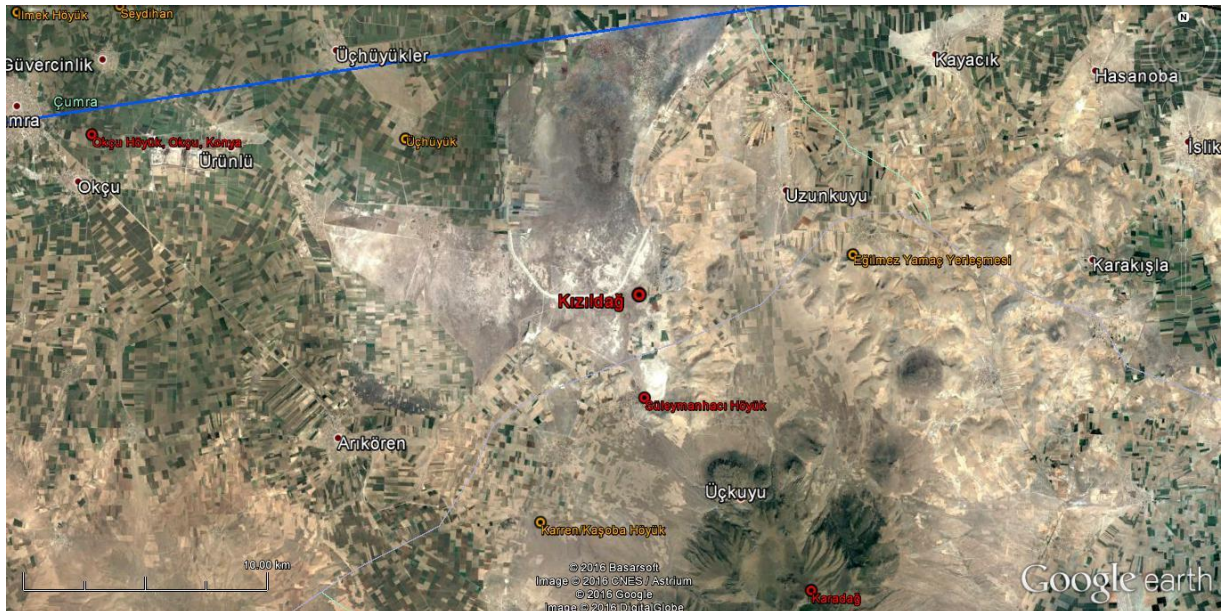 İlmek Höyük
Seydihan
Güvercinlik
Üçhüyükler
Kayacık
Hasanoba
N
Çumra
umra
Okçu Höyük, Okçu, Konya
Ürünlü
Üçhüyük
İslik
Okçu
Uzunkuyu
Eğilmez Yamaç Yerleşmesi
Karakışla
Kızıldağ
Süleymanhacı Höyük
Arıkören
Üçkuyu
Karren/Kaşoba Höyük
10.00 km
© 2016 Basarsoft
Image © 2016 CNES / Astrium
© 2016 Google
Image © 2016 DigitalGlobe
Google earth
Karadağ